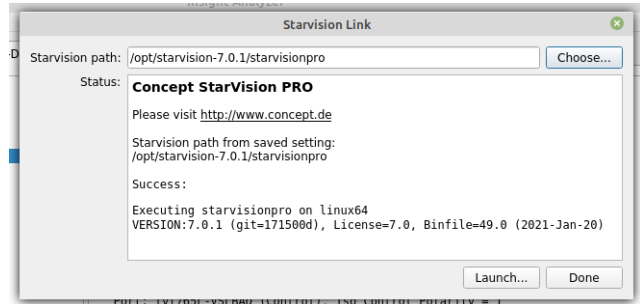 Insight Analyzer
Starvision Link
Starvision path: /opt/starvision-7.0.1/starvisionpro Choose...
Status:
Concept StarVision PRO
Please visit http://www.concept.de
Starvision path from saved setting:
/opt/starvision-7.0.1/starvisionpro
Success:
Executing starvisionpro on linux64
VERSION:7.0.1 (git=171500d), License=7.0, Binfile=49.0 (2021-Jan-20)
Launch... Done